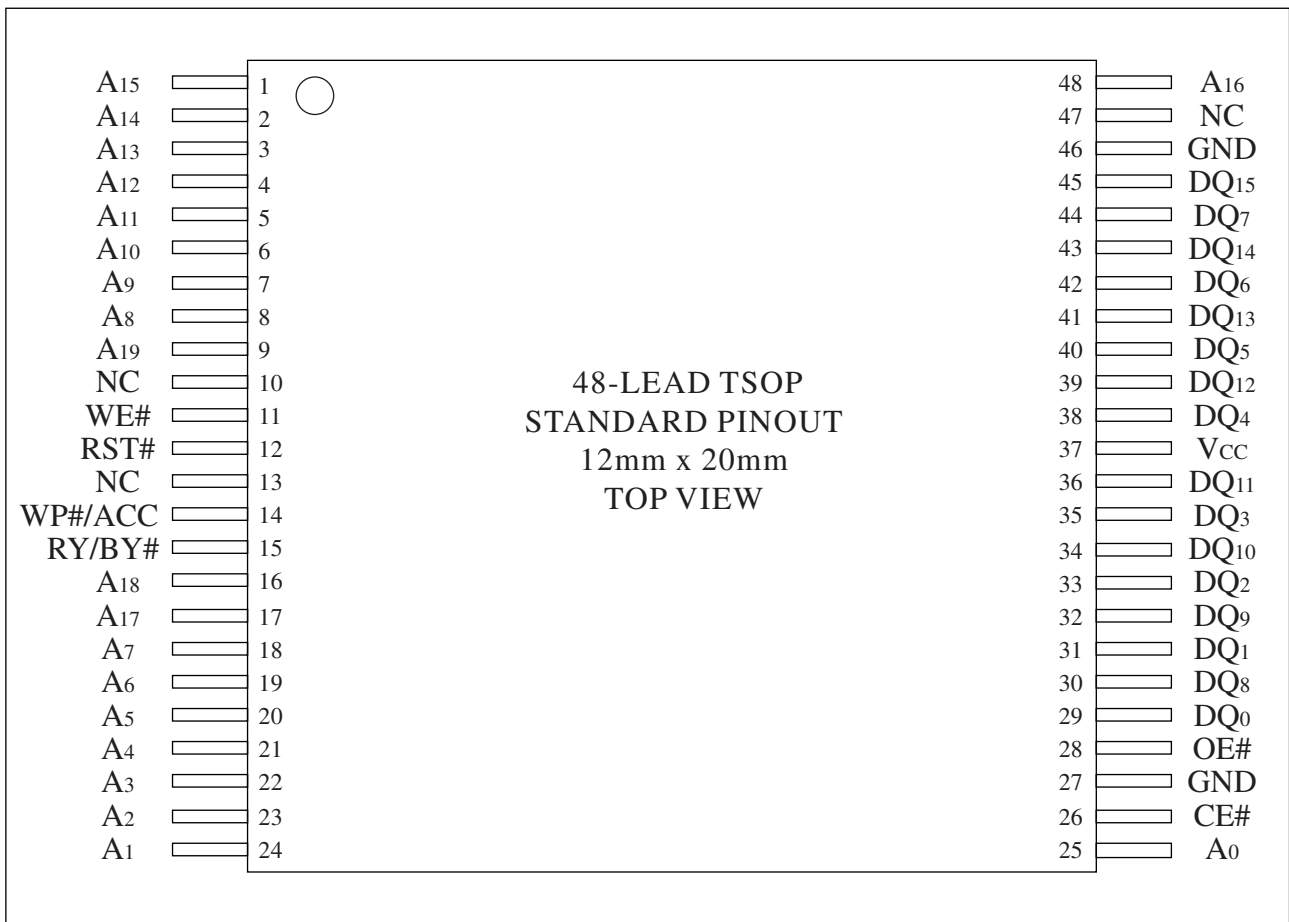 A15 1 48 A16
A14 2 47 NC
A13 3 46 GND
A12 4 45 DQ15
A11 5 44 DQ7
A10 6 43 DQ14
A9 7 42 DQ6
A8 8 41 DQ13
A19 9 40 DQ5
NC 10 39 DQ12
WE# 11 38 DQ4
RST# 12 37 VCC
NC 13 36 DQ11
WP#/ACC 14 35 DQ3
RY/BY# 15 34 DQ10
A18 16 33 DQ2
A17 17 32 DQ9
A7 18 31 DQ1
A6 19 30 DQ8
A5 20 29 DQ0
A4 21 28 OE#
A3 22 27 GND
A2 23 26 CE#
A1 24 25 A0
48-LEAD TSOP
STANDARD PINOUT
12mm x 20mm
TOP VIEW